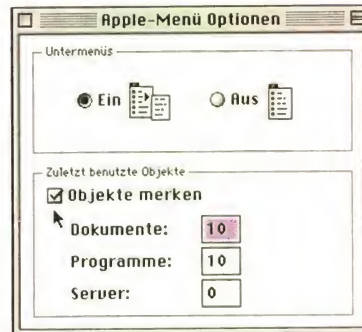 Apple-Menü Optionen
Untermenüs
Ein
Aus
Zuletzt benutzte Objekte
Objekte merken
Dokumente: 10
Programme: 10
Server: 0